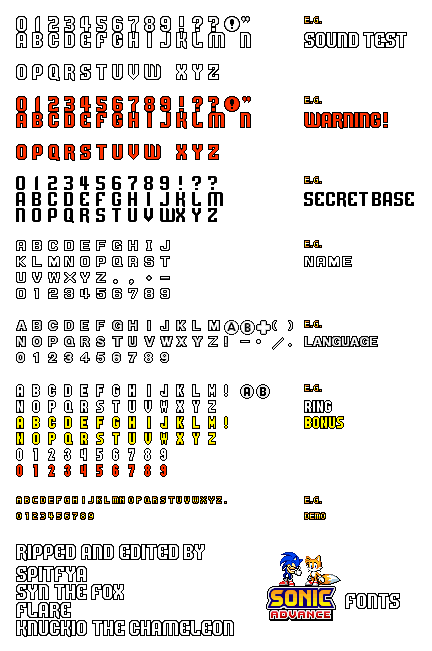 0123456789!??!"
E.G.
ABCDEFGHIJKLM N
SOUND TEST
OPQRSTUVW XYZ
0123456789!??!"
E.G.
ABCDEFGHIJKLM N
WARNING!
OPQRSTUVW XYZ
0123456789!??
E.G.
ABCDEFGHIJKLM
SECRET BASE
NOPQRSTUVWXYZ
ABCDEFGHIJ
E.G.
KLMNOPQRST
NAME
UVWXYZ.,·-
0123456789
ABCDEFGHIJKLMAB+()
E.G.
NOPQRSTUVWXYZ!-·/.
LANGUAGE
0123456789
ABCDEFGHIJKLM! AB
E.G.
NOPQRSTUVWXYZ
RING
ABCDEFGHIJKLM!
BONUS
NOPQRSTUVWXYZ
0123456789
0123456789
ABCDEFGHIJKLMNOPQRSTUVWXYZ.
E.G.
0123456789
DEMO
RIPPED AND EDITED BY
SPITFYA
SYN THE FOX
FLARE
KNUCKIO THE CHAMELEON
SONIC
ADVANCE
FONTS